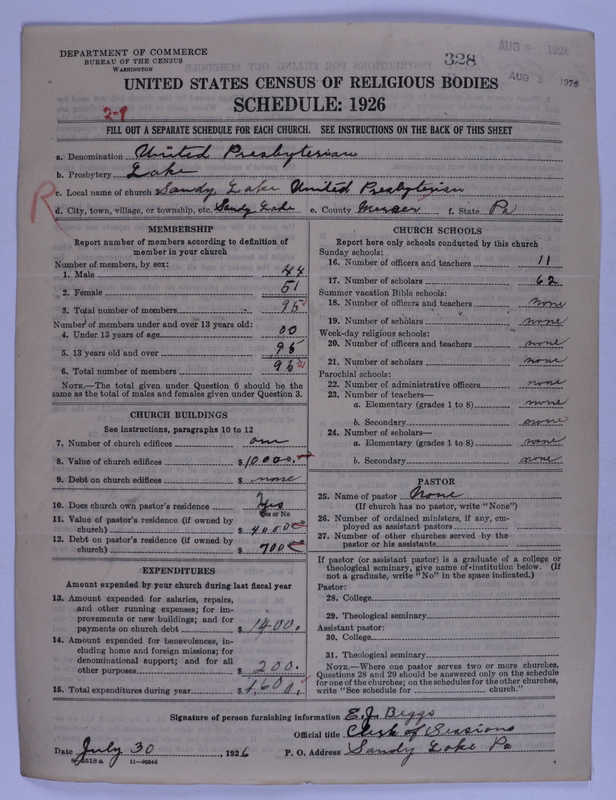 DEPARTMENT OF COMMERCE
BUREAU OF THE CENSUS
WASHINGTON
328
AUG 1926
AUG 1926
UNITED STATES CENSUS OF RELIGIOUS BODIES
SCHEDULE: 1926
2-9
FILL OUT A SEPARATE SCHEDULE FOR EACH CHURCH. SEE INSTRUCTIONS ON THE BACK OF THIS SHEET
a. Denomination United Presbyterian
b. Presbytery Lake
c. Local name of church Sandy Lake United Presbyterian
R
d. City, town, village, or township, etc. Sandy Lake e. County Mercer f. State Pa
MEMBERSHIP
Report number of members according to definition of
member in your church
Number of members, by sex:
1. Male 44
2. Female 51
3. Total number of members 95
Number of members under and over 13 years old:
4. Under 13 years of age 00
5. 13 years old and over 95
6. Total number of members 95
NOTE.—The total given under Question 6 should be the
same as the total of males and females given under Question 3.
CHURCH BUILDINGS
See instructions, paragraphs 10 to 12
7. Number of church edifices one
8. Value of church edifices $10000.
9. Debt on church edifices $ none
10. Does church own pastor's residence Yes
Yes or No
11. Value of pastor's residence (if owned by
church) $ 4000
12. Debt on pastor's residence (if owned by
church) $ 700
EXPENDITURES
Amount expended by your church during last fiscal year
13. Amount expended for salaries, repairs,
and other running expenses; for im-
provements or new buildings; and for
payments on church debt $ 1400.
14. Amount expended for benevolences, in-
cluding home and foreign missions; for
denominational support; and for all
other purposes $ 200.
15. Total expenditures during year $1,600.
CHURCH SCHOOLS
Report here only schools conducted by this church
Sunday schools:
16. Number of officers and teachers 11
17. Number of scholars 62
Summer vacation Bible schools:
18. Number of officers and teachers none
19. Number of scholars none
Week-day religious schools:
20. Number of officers and teachers none
21. Number of scholars none
Parochial schools:
22. Number of administrative officers none
23. Number of teachers—
a. Elementary (grades 1 to 8) none
b. Secondary none
24. Number of scholars—
a. Elementary (grades 1 to 8) none
b. Secondary none
PASTOR
25. Name of pastor None
(If church has no pastor, write "None")
26. Number of ordained ministers, if any, em-
ployed as assistant pastors
27. Number of other churches served by the
pastor or his assistants
If pastor (or assistant pastor) is a graduate of a college or
theological seminary, give name of institution below. (If
not a graduate, write "No" in the space indicated.)
Pastor:
28. College
29. Theological seminary
Assistant pastor:
30. College
31. Theological seminary
NOTE.—Where one pastor serves two or more churches,
Questions 28 and 29 should be answered only on the schedule
for one of the churches; on the schedules for the other churches,
write "See schedule for church."
Signature of person furnishing information E. J. Beggs
Official title Clerk of Sessions
Date July 30 1926 P. O. Address Sandy Lake Pa